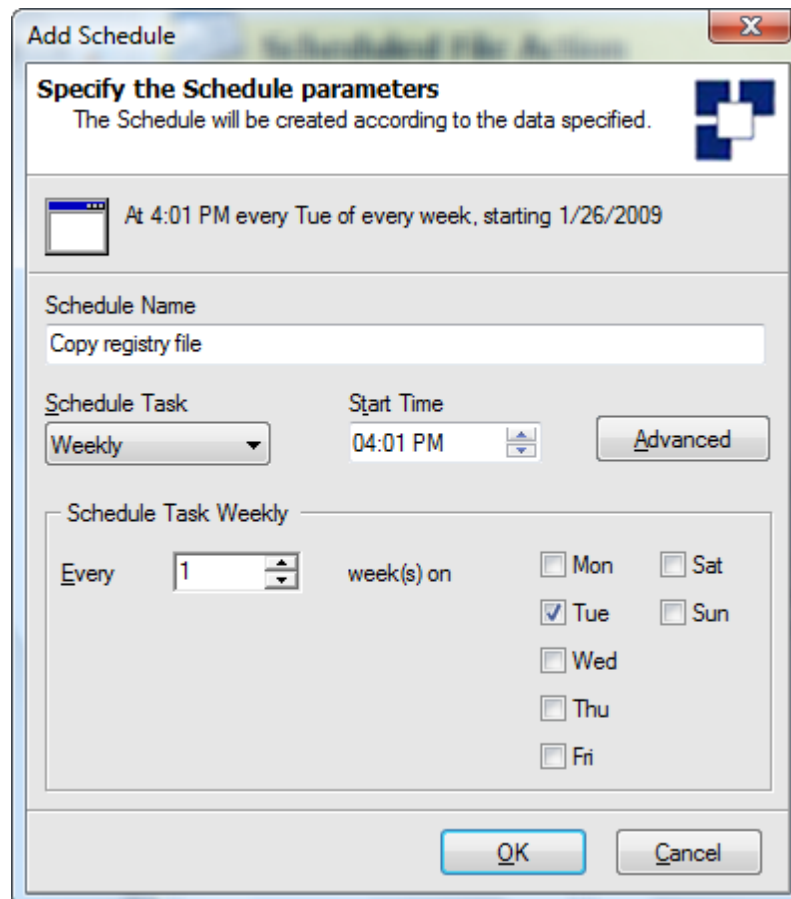 Add Schedule
Scheduled File Action
Specify the Schedule parameters
The Schedule will be created according to the data specified.
At 4:01 PM every Tue of every week, starting 1/26/2009
Schedule Name
Copy registry file
Schedule Task
Start Time
Weekly
04:01 PM
Advanced
Schedule Task Weekly
Every
1
week(s) on
Mon
Sat
Tue
Sun
Wed
Thu
Fri
OK
Cancel